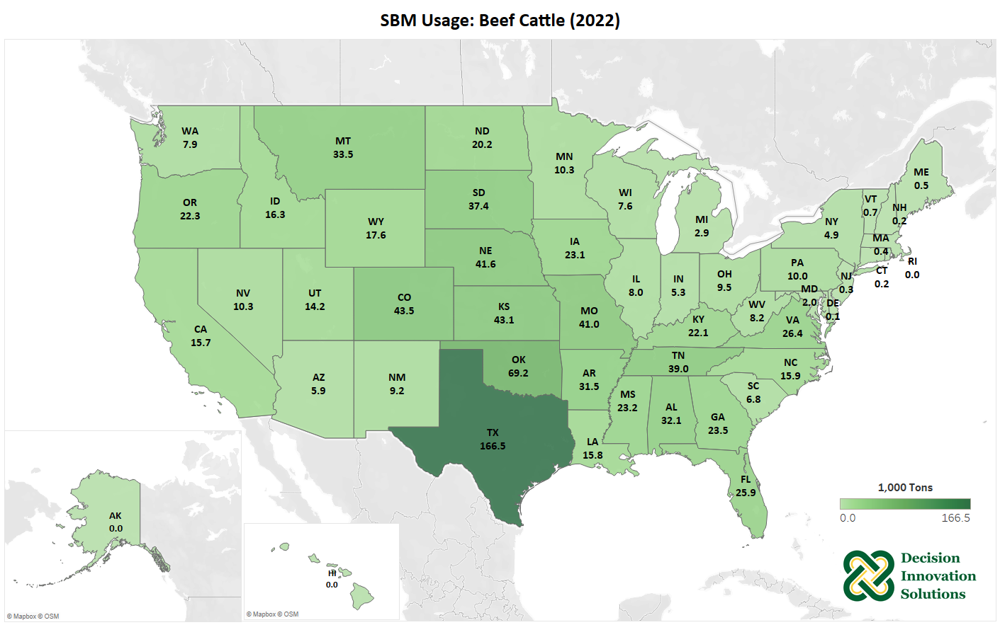 SBM Usage: Beef Cattle (2022)
WA
7.9
MT
33.5
ND
20.2
MN
10.3
OR
22.3
ID
16.3
WY
17.6
SD
37.4
WI
7.6
MI
2.9
NY
4.9
VT
0.7
NH
0.2
ME
0.5
MA
0.4
CT
0.2
RI
0.0
NE
41.6
IA
23.1
IL
8.0
IN
5.3
OH
9.5
PA
10.0
NJ
0.3
MD
2.0
DE
0.1
NV
10.3
UT
14.2
CO
43.5
KS
43.1
MO
41.0
KY
22.1
WV
8.2
VA
26.4
CA
15.7
AZ
5.9
NM
9.2
OK
69.2
AR
31.5
TN
39.0
NC
15.9
SC
6.8
MS
23.2
AL
32.1
GA
23.5
TX
166.5
LA
15.8
FL
25.9
AK
0.0
HI
0.0
1,000 Tons
0.0 166.5
Decision
Innovation
Solutions
© Mapbox © OSM
© Mapbox © OSM